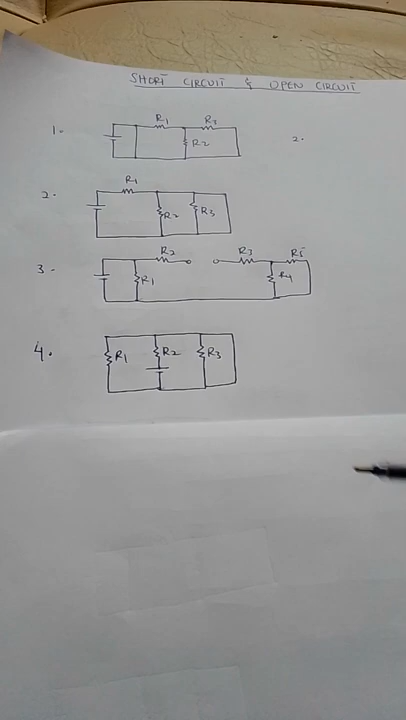 SHORT CIRCUIT & OPEN CIRCUIT
1. R1 R3 R2
2.
2. R1 R2 R3
3. R2 R3 R5 R1 R4
4. R1 R2 R3